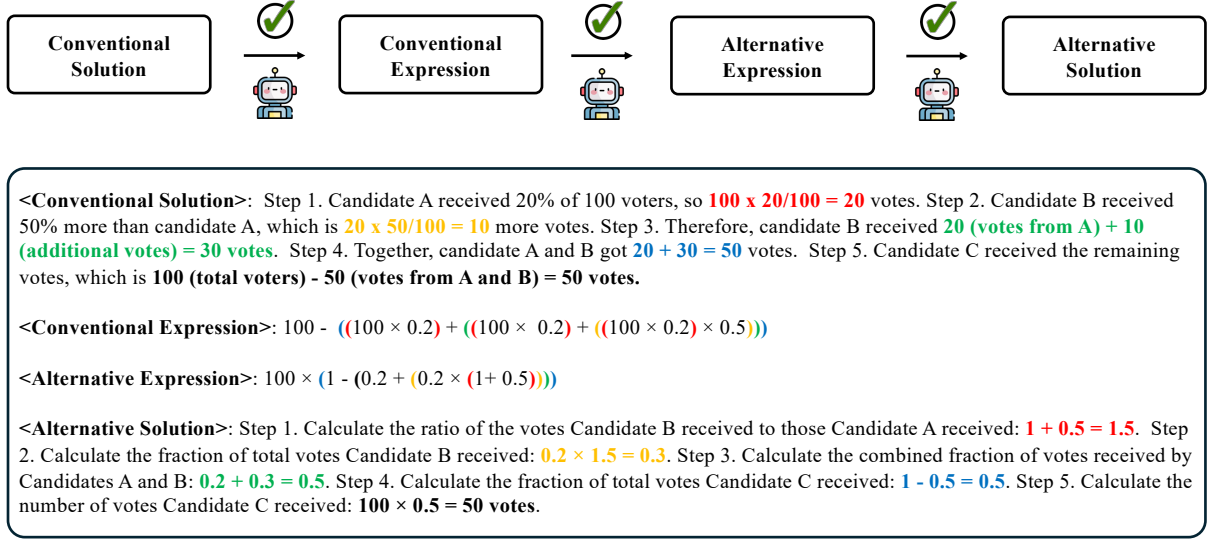 Conventional Solution
Conventional Expression
Alternative Expression
Alternative Solution
<Conventional Solution>: Step 1. Candidate A received 20% of 100 voters, so 100 x 20/100 = 20 votes. Step 2. Candidate B received
50% more than candidate A, which is 20 x 50/100 = 10 more votes. Step 3. Therefore, candidate B received 20 (votes from A) + 10
(additional votes) = 30 votes. Step 4. Together, candidate A and B got 20 + 30 = 50 votes. Step 5. Candidate C received the remaining
votes, which is 100 (total voters) - 50 (votes from A and B) = 50 votes.
<Conventional Expression>: 100 - ((100 × 0.2) + ((100 × 0.2) + ((100 × 0.2) × 0.5)))
<Alternative Expression>: 100 × (1 - (0.2 + (0.2 × (1+ 0.5))))
<Alternative Solution>: Step 1. Calculate the ratio of the votes Candidate B received to those Candidate A received: 1 + 0.5 = 1.5. Step
2. Calculate the fraction of total votes Candidate B received: 0.2 × 1.5 = 0.3. Step 3. Calculate the combined fraction of votes received by
Candidates A and B: 0.2 + 0.3 = 0.5. Step 4. Calculate the fraction of total votes Candidate C received: 1 - 0.5 = 0.5. Step 5. Calculate the
number of votes Candidate C received: 100 × 0.5 = 50 votes.